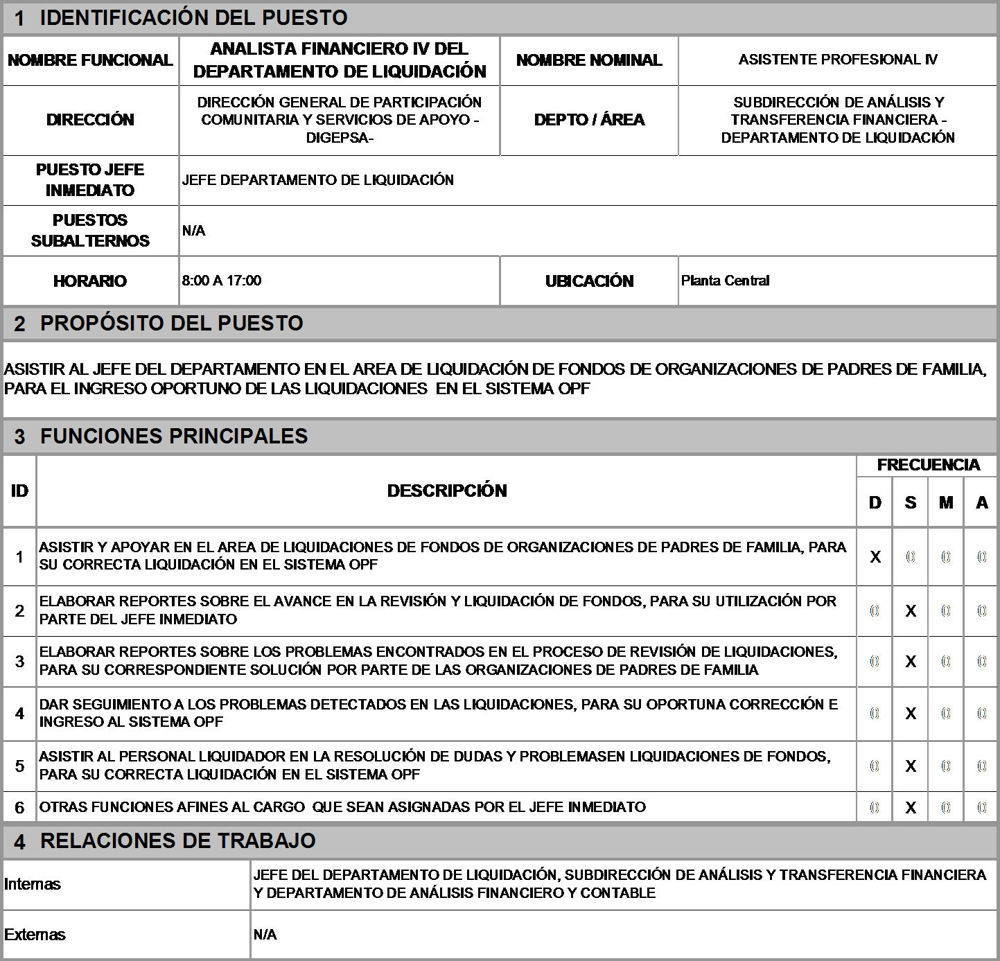 1 IDENTIFICACIÓN DEL PUESTO
NOMBRE FUNCIONAL
ANALISTA FINANCIERO IV DEL
DEPARTAMENTO DE LIQUIDACIÓN
NOMBRE NOMINAL
ASISTENTE PROFESIONAL IV
DIRECCIÓN
DIRECCIÓN GENERAL DE PARTICIPACIÓN
COMUNITARIA Y SERVICIOS DE APOYO -
DIGEPSA-
DEPTO / ÁREA
SUBDIRECCIÓN DE ANÁLISIS Y
TRANSFERENCIA FINANCIERA -
DEPARTAMENTO DE LIQUIDACIÓN
PUESTO JEFE
INMEDIATO
JEFE DEPARTAMENTO DE LIQUIDACIÓN
PUESTOS
SUBALTERNOS
N/A
HORARIO
8:00 A 17:00
UBICACIÓN
Planta Central
2 PROPÓSITO DEL PUESTO
ASISTIR AL JEFE DEL DEPARTAMENTO EN EL AREA DE LIQUIDACIÓN DE FONDOS DE ORGANIZACIONES DE PADRES DE FAMILIA,
PARA EL INGRESO OPORTUNO DE LAS LIQUIDACIONES  EN EL SISTEMA OPF
3 FUNCIONES PRINCIPALES
ID
DESCRIPCIÓN
FRECUENCIA
D S M A
1
ASISTIR Y APOYAR EN EL AREA DE LIQUIDACIONES DE FONDOS DE ORGANIZACIONES DE PADRES DE FAMILIA, PARA
SU CORRECTA LIQUIDACIÓN EN EL SISTEMA OPF
X 0 0 0
2
ELABORAR REPORTES SOBRE EL AVANCE EN LA REVISIÓN Y LIQUIDACIÓN DE FONDOS, PARA SU UTILIZACIÓN POR
PARTE DEL JEFE INMEDIATO
0 X 0 0
3
ELABORAR REPORTES SOBRE LOS PROBLEMAS ENCONTRADOS EN EL PROCESO DE REVISIÓN DE LIQUIDACIONES,
PARA SU CORRESPONDIENTE SOLUCIÓN POR PARTE DE LAS ORGANIZACIONES DE PADRES DE FAMILIA
0 X 0 0
4
DAR SEGUIMIENTO A LOS PROBLEMAS DETECTADOS EN LAS LIQUIDACIONES, PARA SU OPORTUNA CORRECCIÓN E
INGRESO AL SISTEMA OPF
0 X 0 0
5
ASISTIR AL PERSONAL LIQUIDADOR EN LA RESOLUCIÓN DE DUDAS Y PROBLEMASEN LIQUIDACIONES DE FONDOS,
PARA SU CORRECTA LIQUIDACIÓN EN EL SISTEMA OPF
0 X 0 0
6
OTRAS FUNCIONES AFINES AL CARGO  QUE SEAN ASIGNADAS POR EL JEFE INMEDIATO
0 X 0 0
4 RELACIONES DE TRABAJO
Internas
JEFE DEL DEPARTAMENTO DE LIQUIDACIÓN, SUBDIRECCIÓN DE ANÁLISIS Y TRANSFERENCIA FINANCIERA
Y DEPARTAMENTO DE ANÁLISIS FINANCIERO Y CONTABLE
Externas
N/A